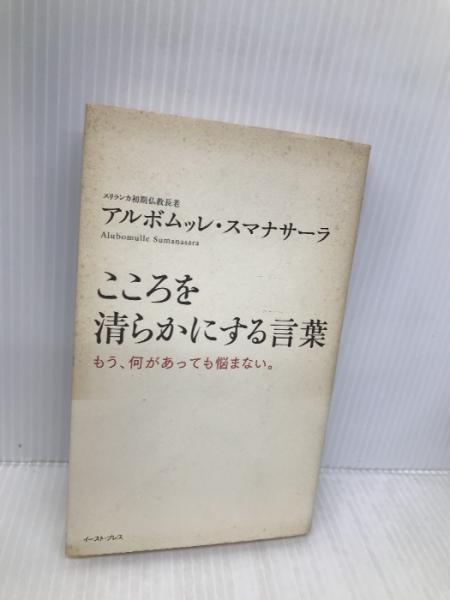 スリランカ初期仏教長老
アルボムッレ・スマナサーラ
Alubomulle Sumanasara
こころを
清らかにする言葉
もう、何があっても悩まない。
イースト・プレス